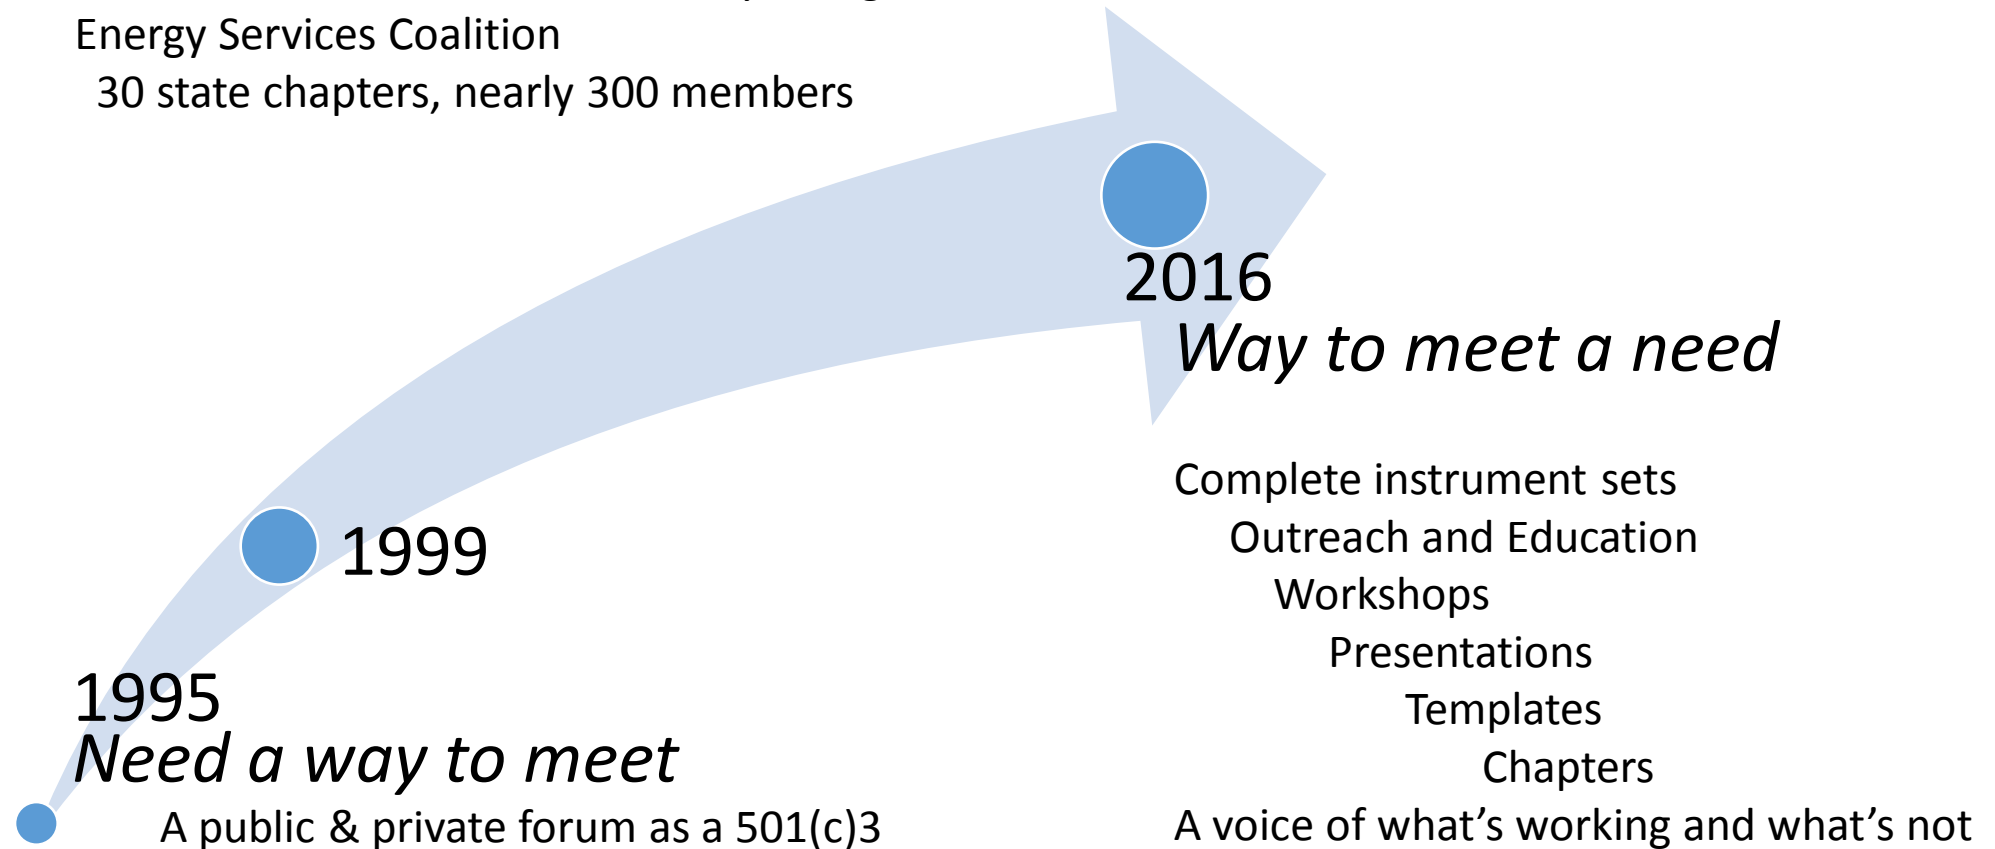 Energy Services Coalition
30 state chapters, nearly 300 members
2016
Way to meet a need
1999
1995
Need a way to meet
A public & private forum as a 501(c)3
Complete instrument sets
Outreach and Education
Workshops
Presentations
Templates
Chapters
A voice of what's working and what's not